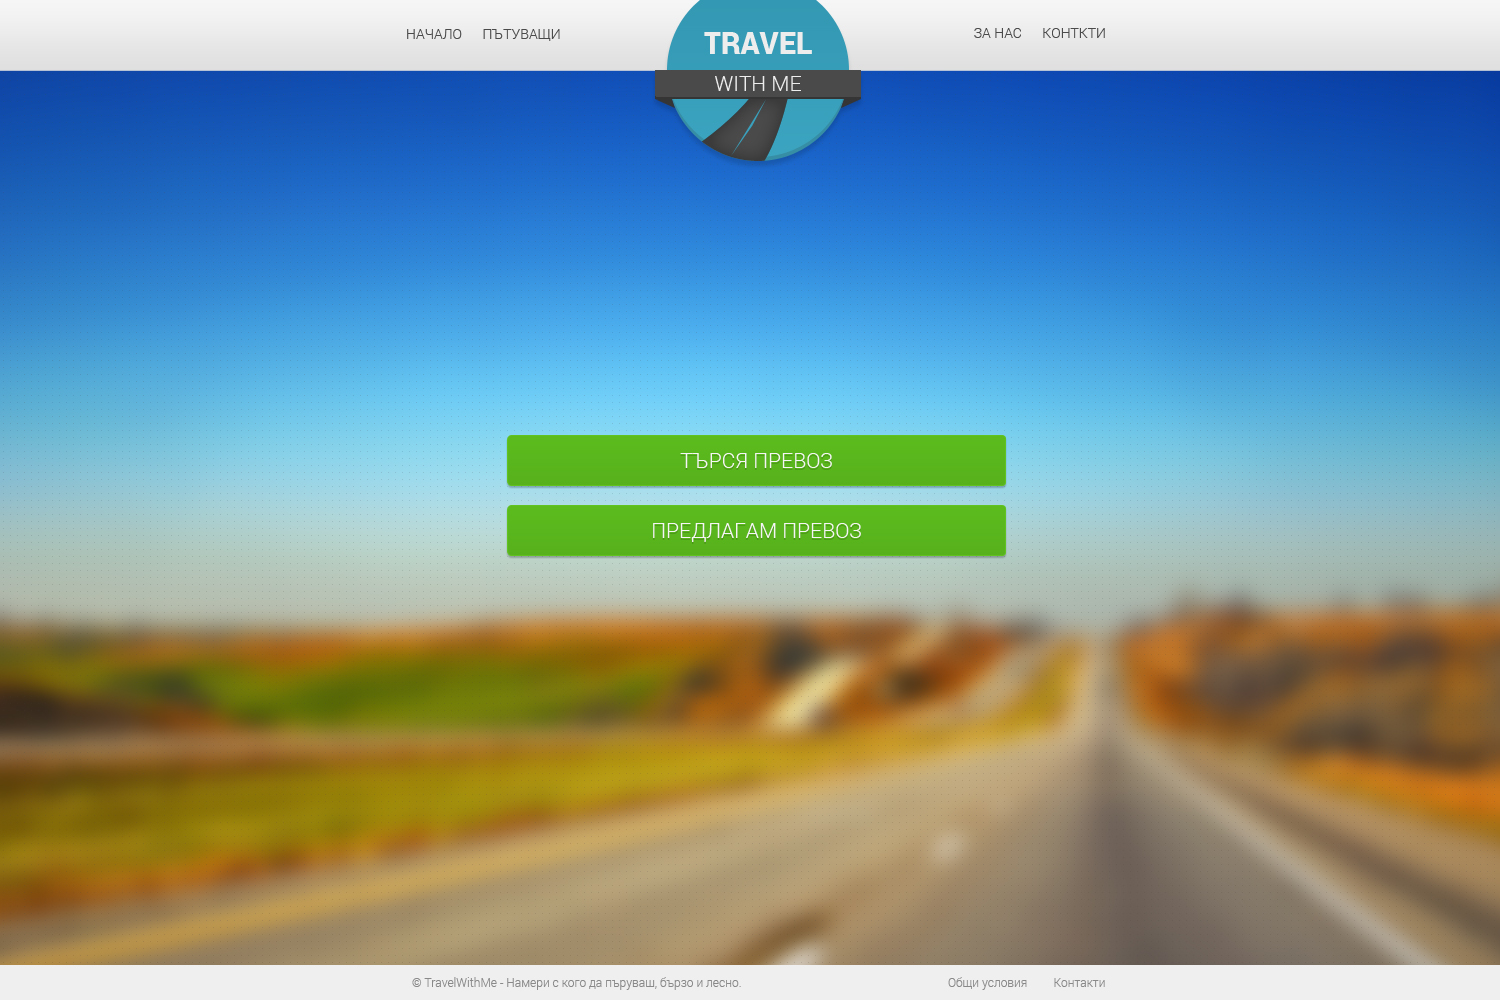 НАЧАЛО ПЪТУВАЩИ
TRAVEL
WITH ME
ЗА НАС КОНТКТИ
ТЪРСЯ ПРЕВОЗ
ПРЕДЛАГАМ ПРЕВОЗ
© TravelWithMe - Намери с кого да пъруваш, бързо и лесно.
Общи условия Контакти